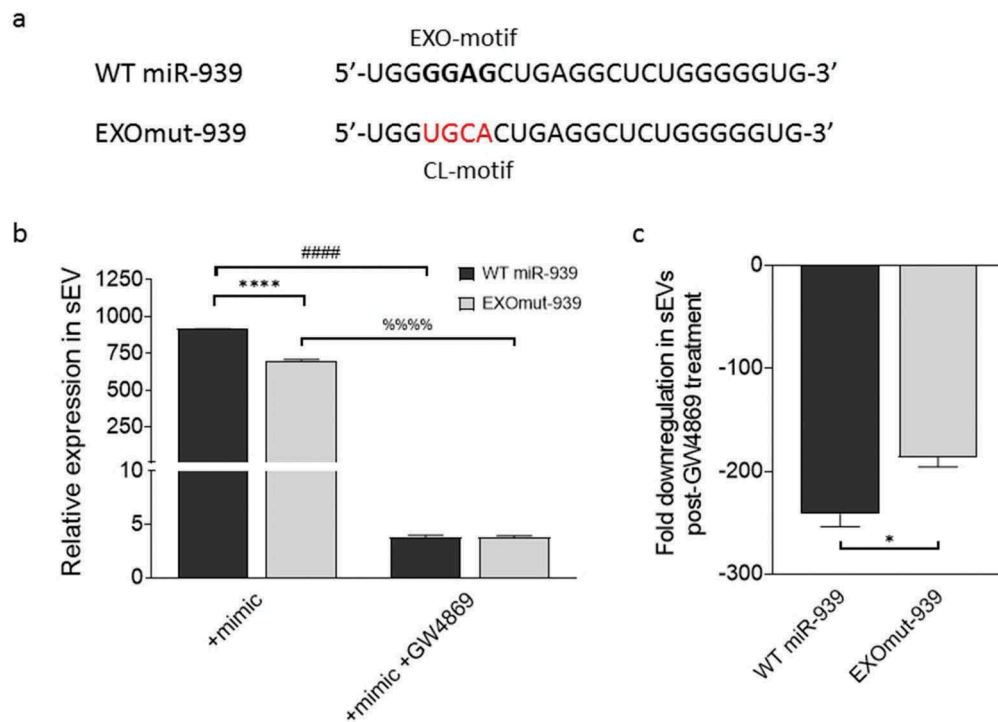 a
EXO-motif
WT miR-939 5’-UGGGGAGCUGAGGCUCUGGGGGUG-3’
EXOmut-939 5’-UGGUGCACUGAGGCUCUGGGGGUG-3’
CL-motif
b
Relative expression in sEV
1250
1000
750
500
250
10
5
0
####
****
%%%%
WT miR-939
EXOmut-939
+mimic
+mimic +GW4869
c
Fold downregulation in sEVs
post-GW4869 treatment
0
-100
-200
-300
*
WT miR-939
EXOmut-939